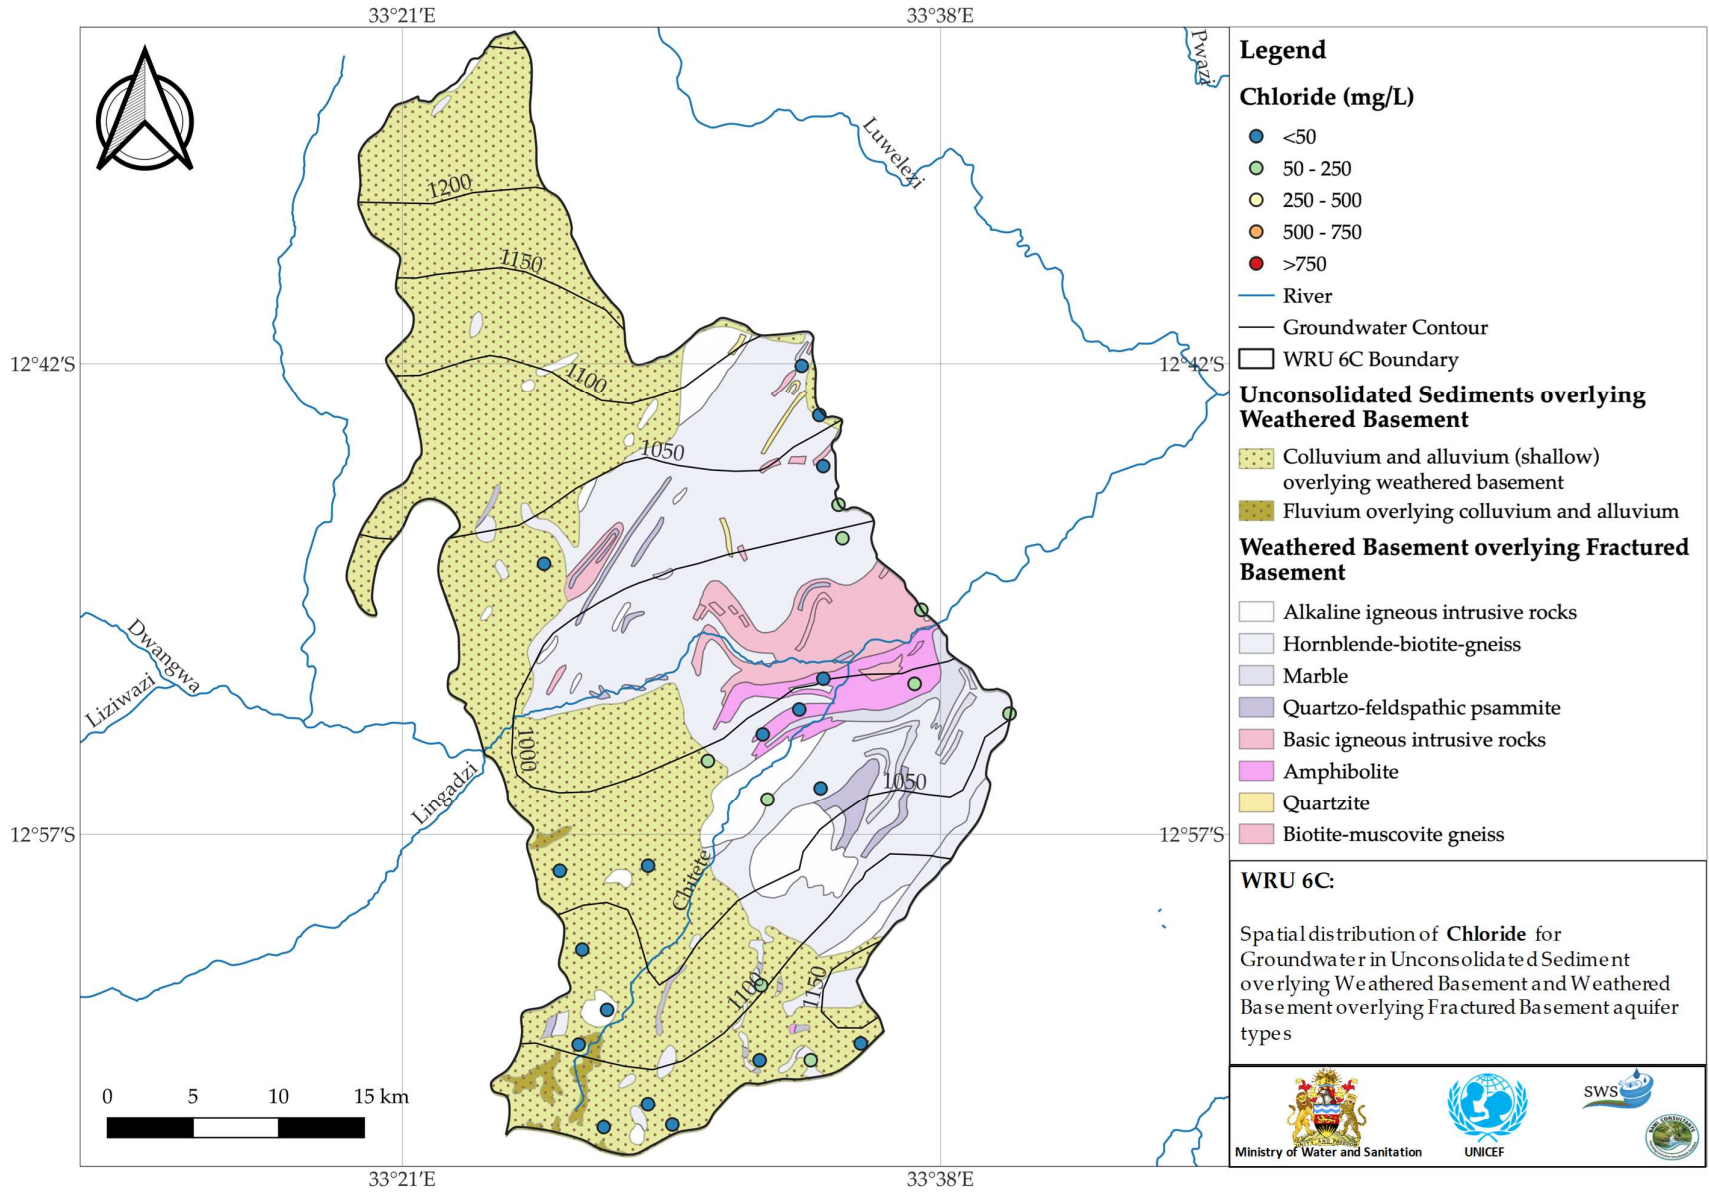 33°21′E
33°38′E
Pwazi
Luwelezi
1200
1150
1100
1050
12°42′S
12°42′S
Dwangwa
Liziwazi
Lingadzi
1000
1050
12°57′S
12°57′S
Chitete
1100
1150
0 5 10 15 km
33°21′E
33°38′E
Legend
Chloride (mg/L)
<50
50 - 250
250 - 500
500 - 750
>750
River
Groundwater Contour
WRU 6C Boundary
Unconsolidated Sediments overlying
Weathered Basement
Colluvium and alluvium (shallow)
overlying weathered basement
Fluvium overlying colluvium and alluvium
Weathered Basement overlying Fractured
Basement
Alkaline igneous intrusive rocks
Hornblende-biotite-gneiss
Marble
Quartzo-feldspathic psammite
Basic igneous intrusive rocks
Amphibolite
Quartzite
Biotite-muscovite gneiss
WRU 6C:
Spatial distribution of Chloride for
Groundwater in Unconsolidated Sediment
overlying Weathered Basement and Weathered
Basement overlying Fractured Basement aquifer
types
Ministry of Water and Sanitation
UNICEF
SWS